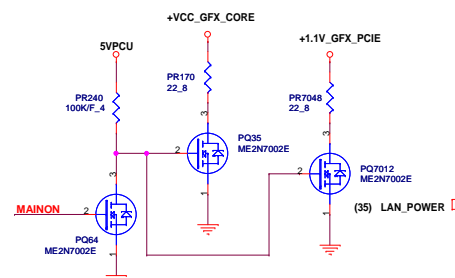 +VCC_GFX_CORE
5VPCU
+1.1V_GFX_PCIE
PR240
100K/F_4
PR170
22_8
PR7048
22_8
3
2
1
PQ35
ME2N7002E
3
2
1
PQ7012
ME2N7002E
3
MAINON
2
1
PQ64
ME2N7002E
(35) LAN_POWER